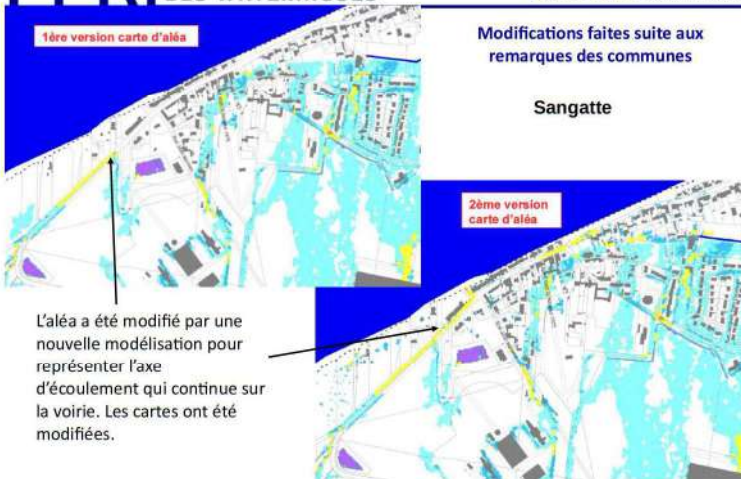 1ère version carte d'aléa
Modifications faites suite aux
remarques des communes
Sangatte
2ème version
carte d'aléa
L'aléa a été modifié par une
nouvelle modélisation pour
représenter l'axe
d'écoulement qui continue sur
la voirie. Les cartes ont été
modifiées.